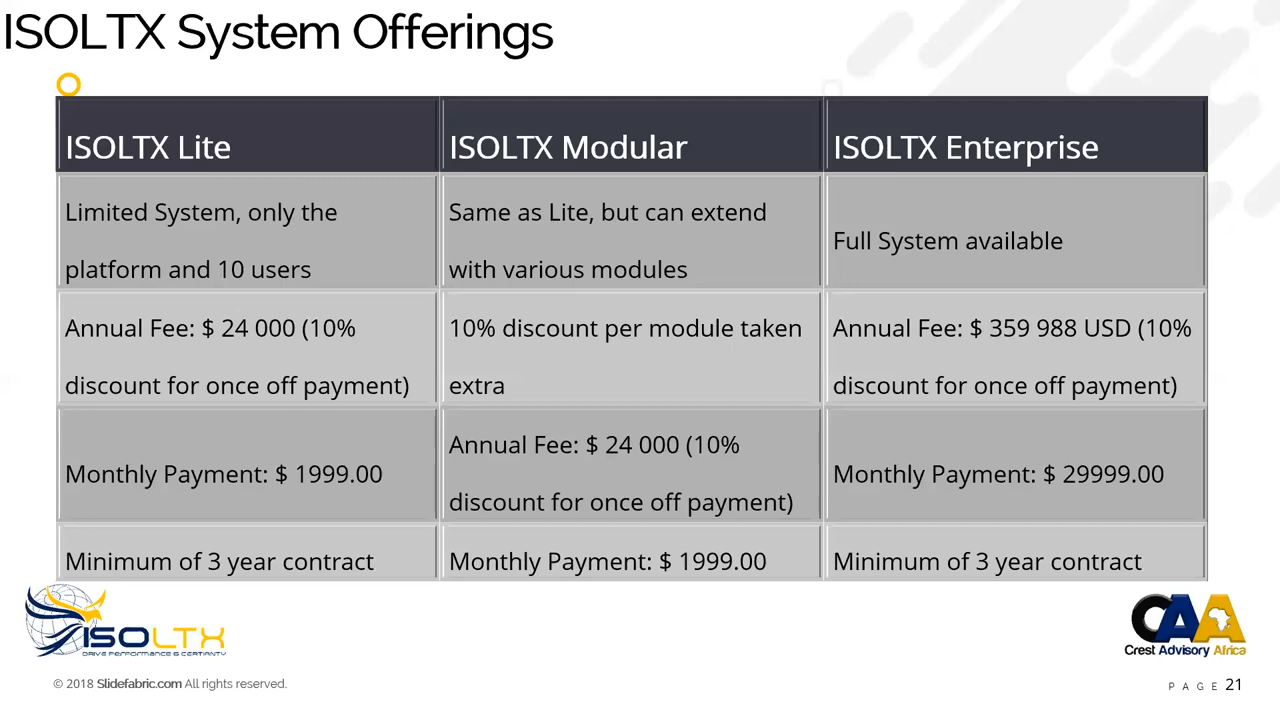 ISOLTX System Offerings
ISOLTX Lite
ISOLTX Modular
ISOLTX Enterprise
Limited System, only the
platform and 10 users
Same as Lite, but can extend
with various modules
Full System available
Annual Fee: $ 24 000 (10%
discount for once off payment)
10% discount per module taken
extra
Annual Fee: $ 359 988 USD (10%
discount for once off payment)
Monthly Payment: $ 1999.00
Annual Fee: $ 24 000 (10%
discount for once off payment)
Monthly Payment: $ 29999.00
Minimum of 3 year contract
Monthly Payment: $ 1999.00
Minimum of 3 year contract
ISOLTX
DRIVE PERFORMANCE & CERTIANTY
CAA
Crest Advisory Africa
© 2018 Slidefabric.com All rights reserved.
PAGE 21